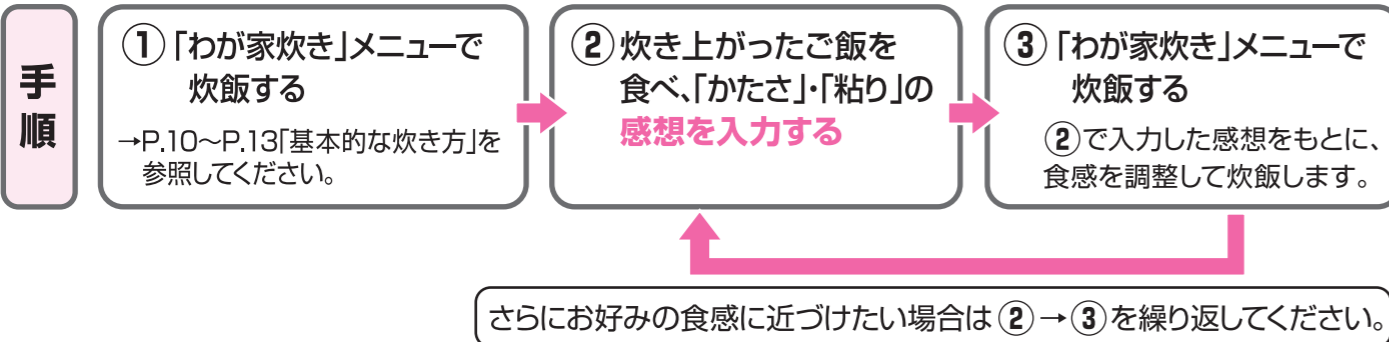 手順
①「わが家炊き」メニューで
炊飯する
→P.10～P.13「基本的な炊き方」を
参照してください。
②炊き上がったご飯を
食べ、「かたさ」・「粘り」の
感想を入力する
③「わが家炊き」メニューで
炊飯する
②で入力した感想をもとに、
食感を調整して炊飯します。
さらにお好みの食感に近づけたい場合は②→③を繰り返してください。